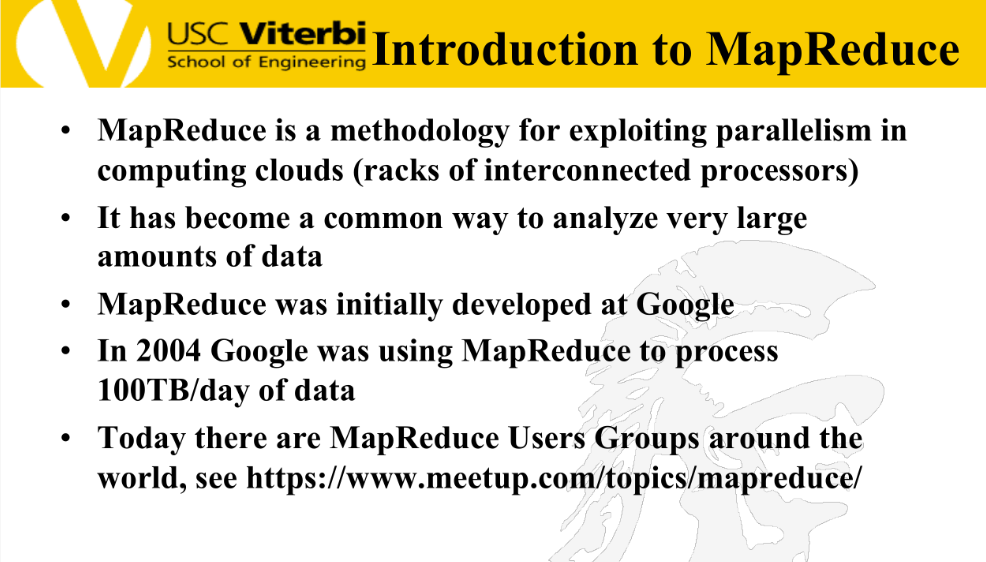 USC Viterbi
School of Engineering
Introduction to MapReduce
• MapReduce is a methodology for exploiting parallelism in
computing clouds (racks of interconnected processors)
• It has become a common way to analyze very large
amounts of data
• MapReduce was initially developed at Google
• In 2004 Google was using MapReduce to process
100TB/day of data
• Today there are MapReduce Users Groups around the
world, see https://www.meetup.com/topics/mapreduce/